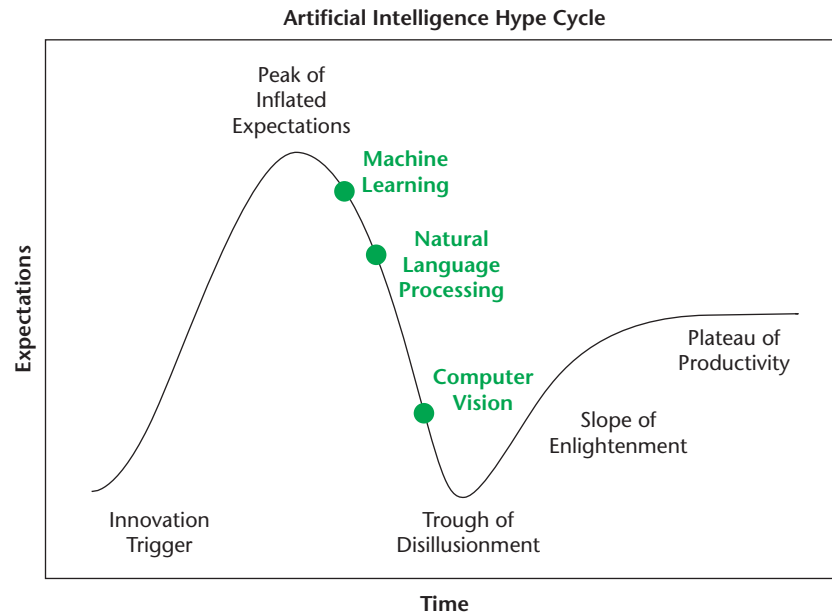 Artificial Intelligence Hype Cycle
Peak of
Inflated
Expectations
Machine
Learning
Natural
Language
Processing
Computer
Vision
Plateau of
Productivity
Slope of
Enlightenment
Innovation
Trigger
Trough of
Disillusionment
Expectations
Time